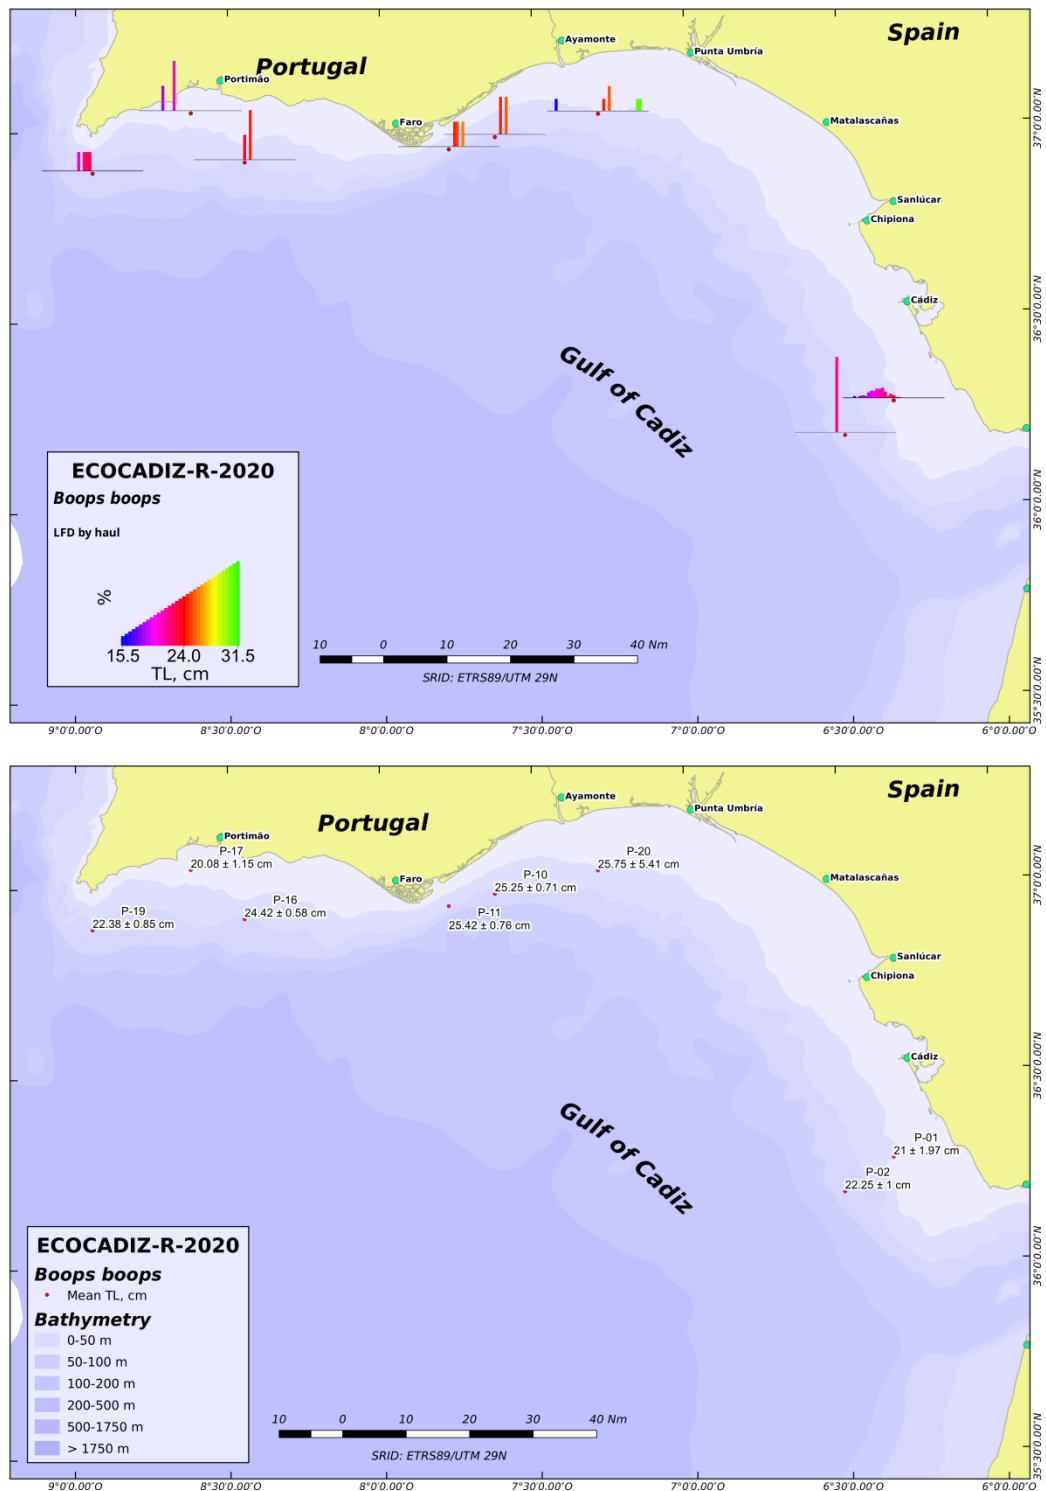 Spain
Ayamonte
Punta Umbría
Portugal
Portimão
Faro
Matalascañas
37°0'0.00"N
Sanlúcar
Chipiona
Cádiz
36°30'0.00"N
Gulf of Cadiz
ECOCADIZ-R-2020
Boops boops
LFD by haul
%
15.5 24.0 31.5
TL, cm
36°0'0.00"N
10 0 10 20 30 40 Nm
SRID: ETRS89/UTM 29N
35°30'0.00"N
9°0'0.00"O 8°30'0.00"O 8°0'0.00"O 7°30'0.00"O 7°0'0.00"O 6°30'0.00"O 6°0'0.00"O
Spain
Ayamonte
Punta Umbría
Portugal
Portimão
P-17
20.08 ± 1.15 cm
P-20
25.75 ± 5.41 cm
P-10
25.25 ± 0.71 cm
Faro
Matalascañas
37°0'0.00"N
P-16
24.42 ± 0.58 cm
P-19
22.38 ± 0.85 cm
P-11
25.42 ± 0.76 cm
Sanlúcar
Chipiona
Cádiz
36°30'0.00"N
Gulf of Cadiz
P-01
21 ± 1.97 cm
P-02
22.25 ± 1 cm
36°0'0.00"N
ECOCADIZ-R-2020
Boops boops
Mean TL, cm
Bathymetry
0-50 m
50-100 m
100-200 m
200-500 m
500-1750 m
> 1750 m
10 0 10 20 30 40 Nm
SRID: ETRS89/UTM 29N
35°30'0.00"N
9°0'0.00"O 8°30'0.00"O 8°0'0.00"O 7°30'0.00"O 7°0'0.00"O 6°30'0.00"O 6°0'0.00"O